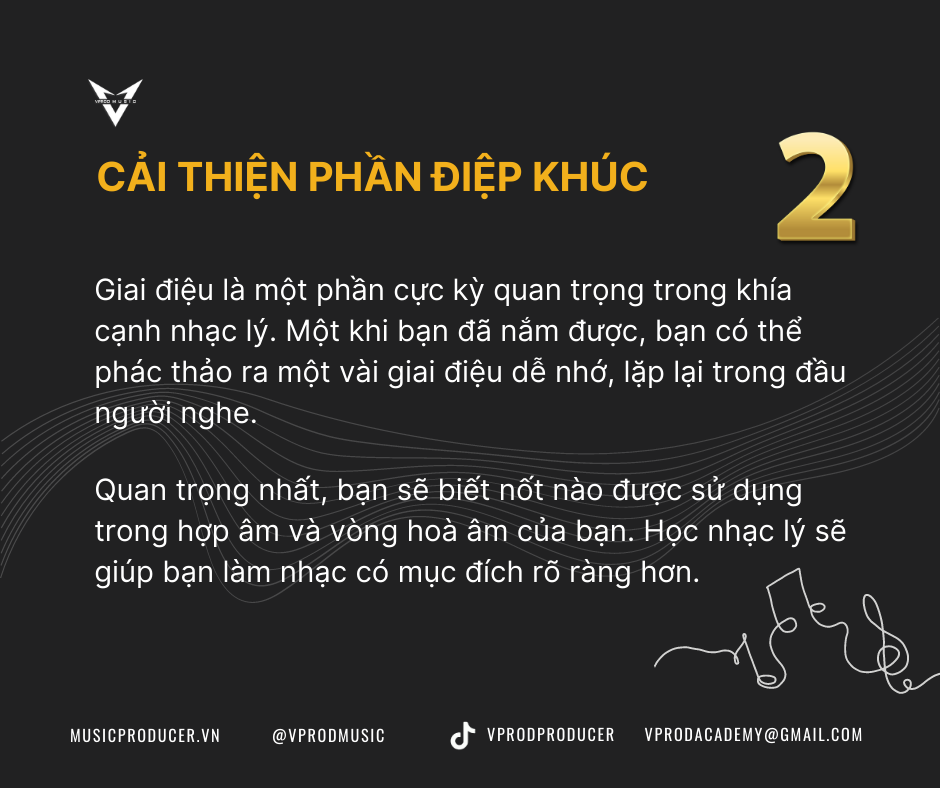 VPROD MUSIC
CẢI THIỆN PHẦN ĐIỆP KHÚC
2
Giai điệu là một phần cực kỳ quan trọng trong khía
cạnh nhạc lý. Một khi bạn đã nắm được, bạn có thể
phác thảo ra một vài giai điệu dễ nhớ, lặp lại trong đầu
người nghe.
Quan trọng nhất, bạn sẽ biết nốt nào được sử dụng
trong hợp âm và vòng hoà âm của bạn. Học nhạc lý sẽ
giúp bạn làm nhạc có mục đích rõ ràng hơn.
MUSICPRODUCER.VN @VPRODMUSIC VPRODPRODUCER VPRODACADEMY@GMAIL.COM